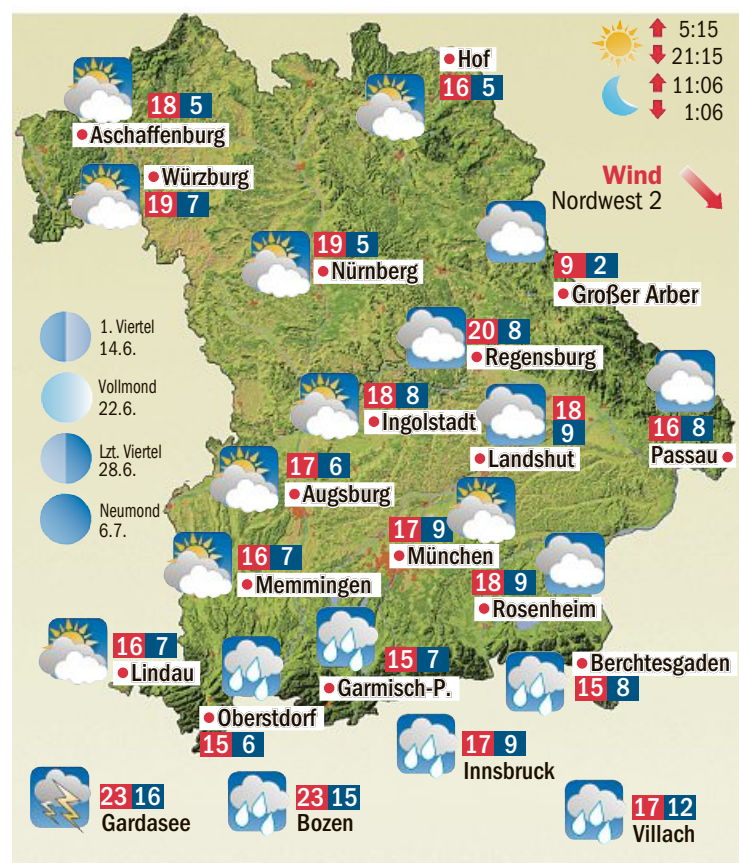 5:15
21:15
11:06
1:06
Hof
16 5
18 5
Aschaffenburg
Würzburg
19 7
Wind
Nordwest 2
19 5
Nürnberg
9 2
Großer Arber
1. Viertel
14.6.
Vollmond
22.6.
Lzt. Viertel
28.6.
Neumond
6.7.
20 8
Regensburg
18 8
Ingolstadt
18
9
Landshut
16 8
Passau
17 6
Augsburg
17 9
München
16 7
Memmingen
18 9
Rosenheim
16 7
Lindau
15 7
Garmisch-P.
Berchtesgaden
15 8
Oberstdorf
15 6
17 9
Innsbruck
23 16
Gardasee
23 15
Bozen
17 12
Villach